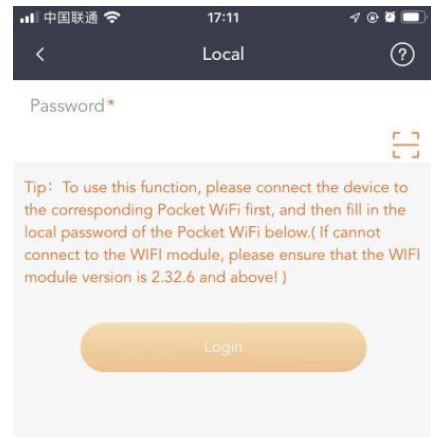 中国联通 17:11
Local ?
Password*
Tip: To use this function, please connect the device to
the corresponding Pocket WiFi first, and then fill in the
local password of the Pocket WiFi below.( If cannot
connect to the WIFI module, please ensure that the WIFI
module version is 2.32.6 and above! )
Login